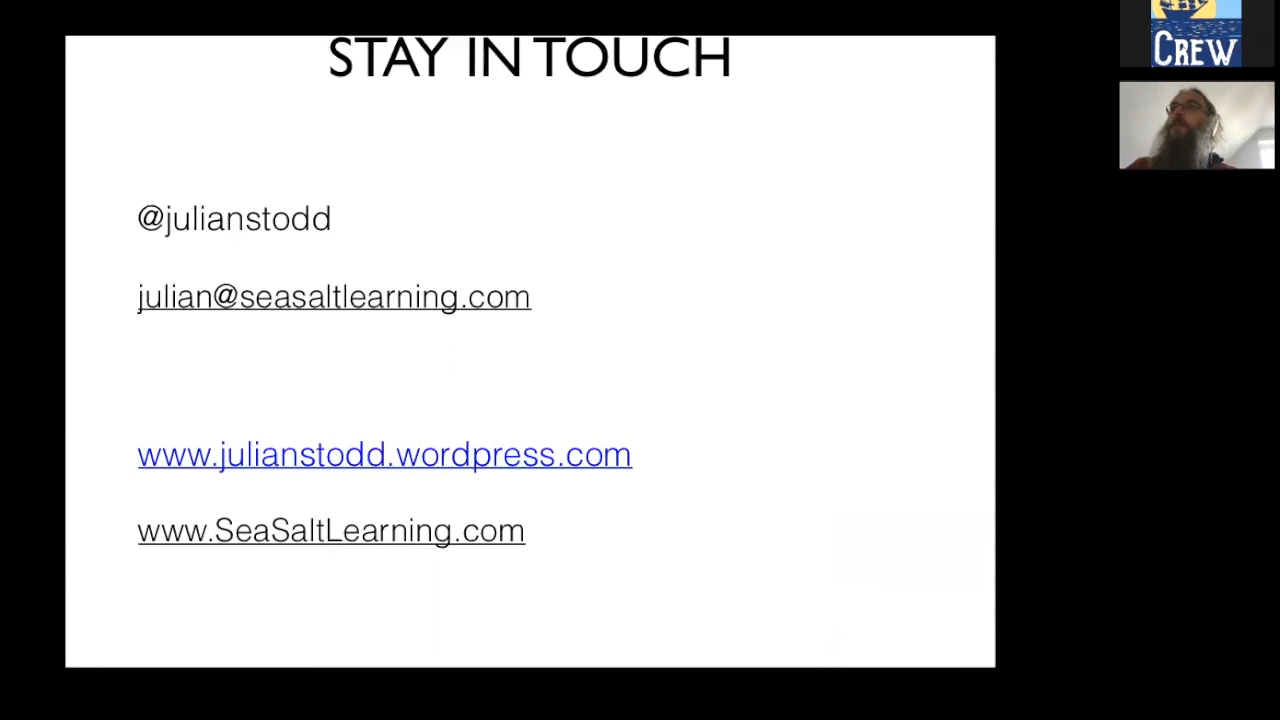 STAY IN TOUCH
CREW
@julianstodd
julian@seasaltlearning.com
www.julianstodd.wordpress.com
www.SeaSaltLearning.com